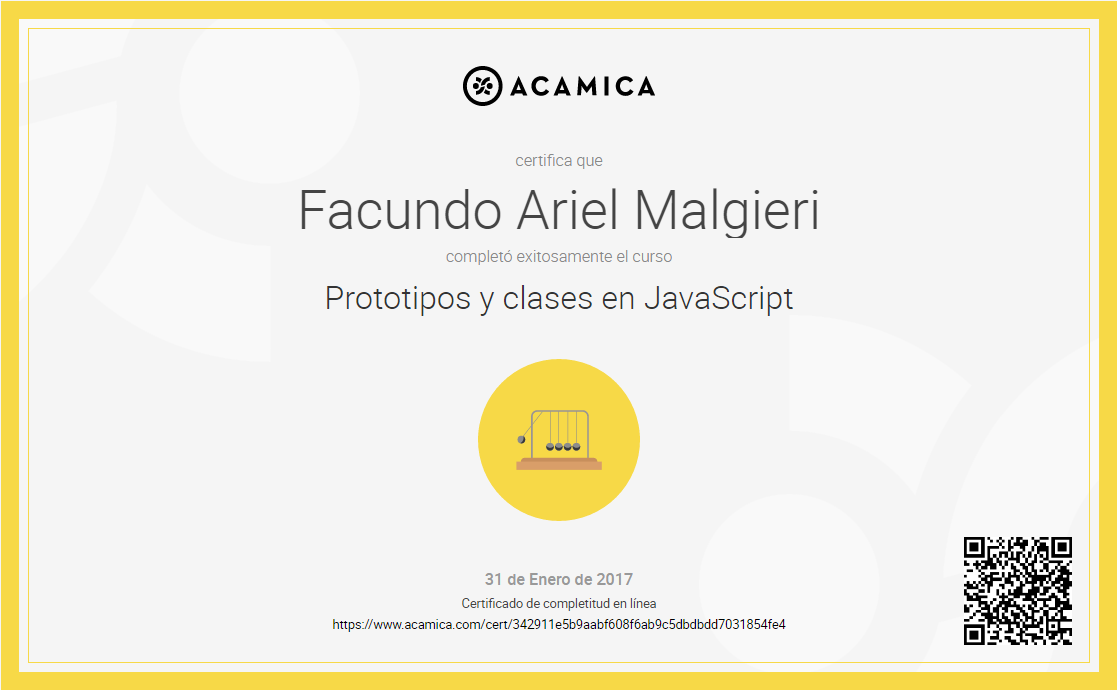 ACAMICA
certifica que
Facundo Ariel Malgieri
completó exitosamente el curso
Prototipos y clases en JavaScript
31 de Enero de 2017
Certificado de completitud en línea
https://www.acamica.com/cert/342911e5b9aabf608f6ab9c5dbdbdd7031854fe4